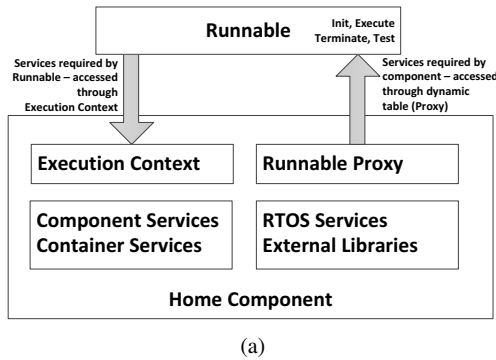 Runnable
Init, Execute
Terminate, Test
Services required by
Runnable – accessed
through
Execution Context
Services required by
component – accessed
through dynamic
table (Proxy)
Execution Context
Runnable Proxy
Component Services
Container Services
RTOS Services
External Libraries
Home Component
(a)